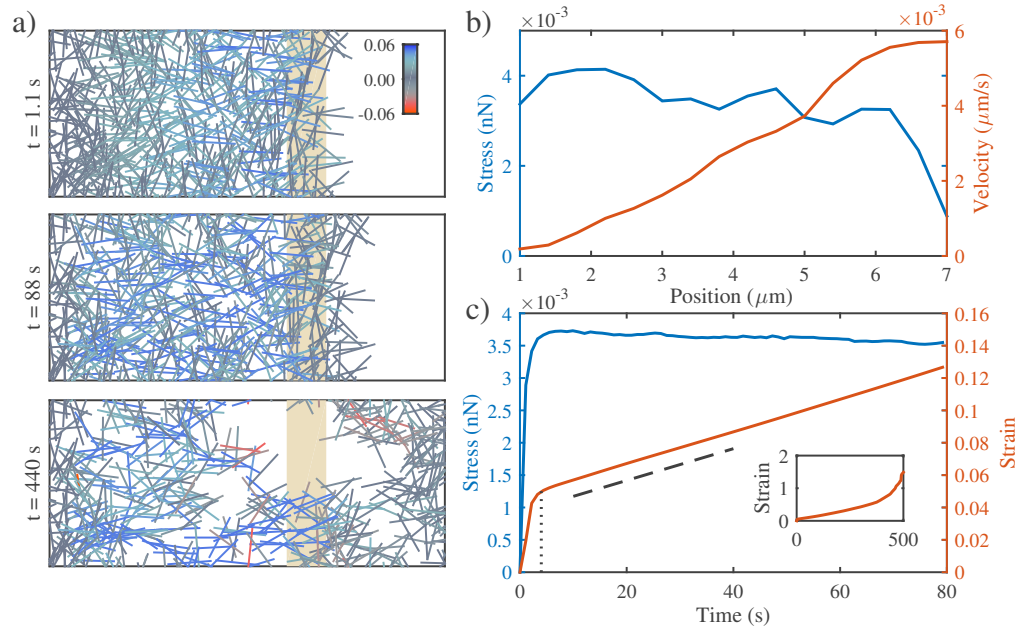 a)
t = 1.1 s
0.06
0.00
-0.06
t = 88 s
t = 440 s
b)
×10⁻³
×10⁻³
Stress (nN)
4
2
0
6
4
2
0
Velocity (μm/s)
1 2 3 4 5 6 7
Position (μm)
c)
×10⁻³
Stress (nN)
4
3.5
3
2.5
2
1.5
1
0.5
0
0.16
0.14
0.12
0.10
0.08
0.06
0.04
0.02
0
Strain
Strain
2
1
0
0 500
0 20 40 60 80
Time (s)